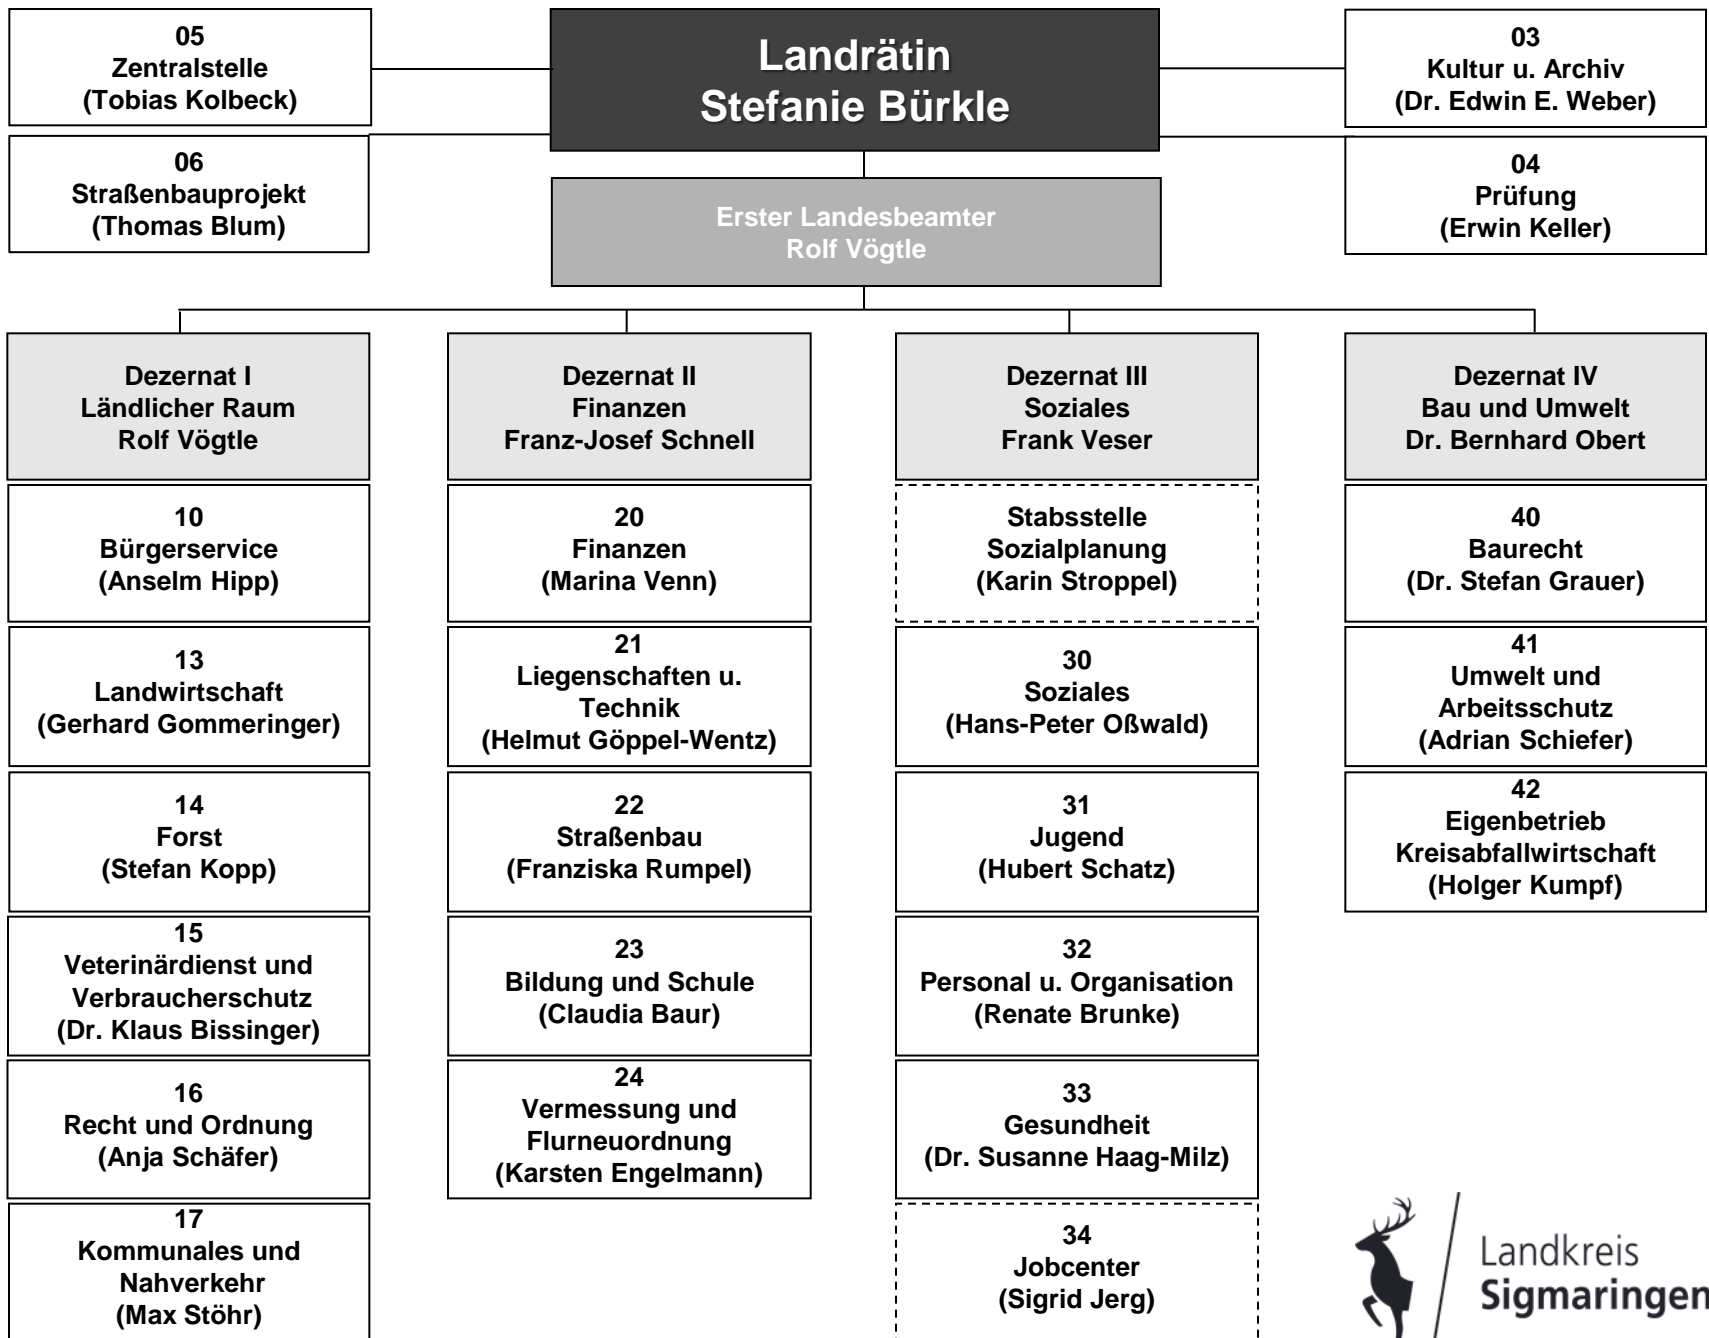 05
Zentralstelle
(Tobias Kolbeck)
06
Straßenbauprojekt
(Thomas Blum)
Landrätin
Stefanie Bürkle
Erster Landesbeamter
Rolf Vögtle
03
Kultur u. Archiv
(Dr. Edwin E. Weber)
04
Prüfung
(Erwin Keller)
Dezernat I
Ländlicher Raum
Rolf Vögtle
10
Bürgerservice
(Anselm Hipp)
13
Landwirtschaft
(Gerhard Gommeringer)
14
Forst
(Stefan Kopp)
15
Veterinärdienst und
Verbraucherschutz
(Dr. Klaus Bissinger)
16
Recht und Ordnung
(Anja Schäfer)
17
Kommunales und
Nahverkehr
(Max Stöhr)
Dezernat II
Finanzen
Franz-Josef Schnell
20
Finanzen
(Marina Venn)
21
Liegenschaften u.
Technik
(Helmut Göppel-Wentz)
22
Straßenbau
(Franziska Rumpel)
23
Bildung und Schule
(Claudia Baur)
24
Vermessung und
Flurneuordnung
(Karsten Engelmann)
Dezernat III
Soziales
Frank Veser
Stabsstelle
Sozialplanung
(Karin Stroppel)
30
Soziales
(Hans-Peter Oßwald)
31
Jugend
(Hubert Schatz)
32
Personal u. Organisation
(Renate Brunke)
33
Gesundheit
(Dr. Susanne Haag-Milz)
34
Jobcenter
(Sigrid Jerg)
Dezernat IV
Bau und Umwelt
Dr. Bernhard Obert
40
Baurecht
(Dr. Stefan Grauer)
41
Umwelt und
Arbeitsschutz
(Adrian Schiefer)
42
Eigenbetrieb
Kreisabfallwirtschaft
(Holger Kumpf)
Landkreis
Sigmaringen